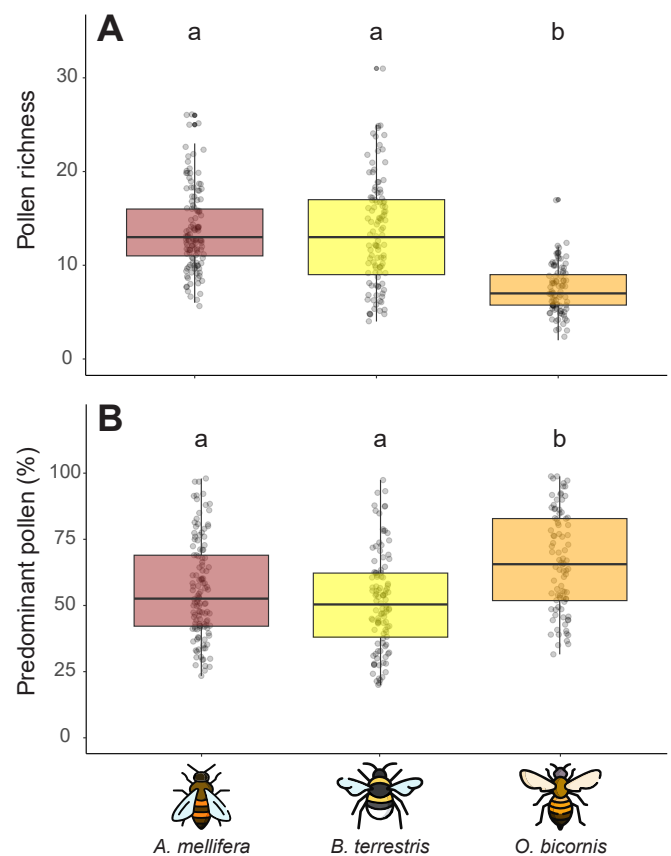 A
a a b
Pollen richness
30
20
10
0
B
a a b
Predominant pollen (%)
100
75
50
25
0
A. mellifera B. terrestris O. bicornis